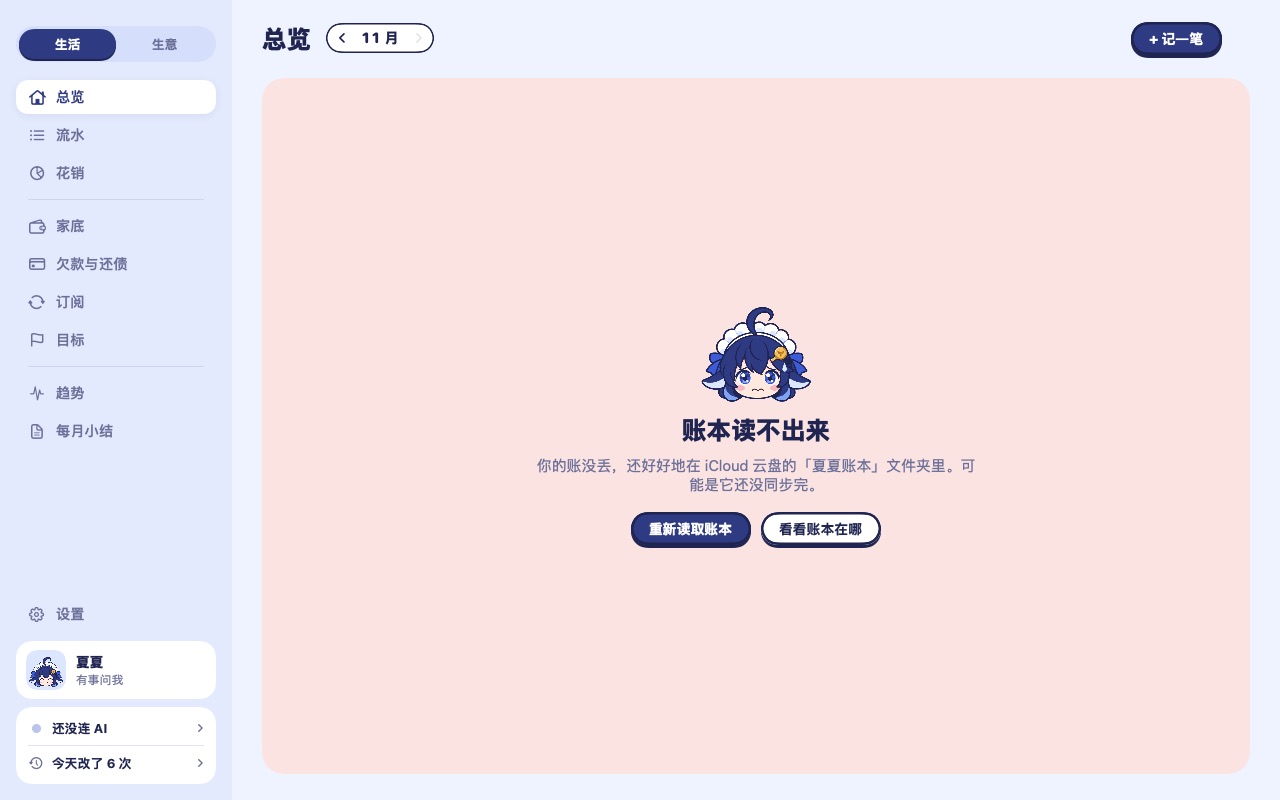 生活
生意
总览
流水
花销
家底
欠款与还债
订阅
目标
趋势
每月小结
设置
夏夏
有事问我
还没连 AI
今天改了 6 次
总览
11 月
+ 记一笔
账本读不出来
你的账没丢，还好好地在 iCloud 云盘的「夏夏账本」文件夹里。可
能是它还没同步完。
重新读取账本
看看账本在哪